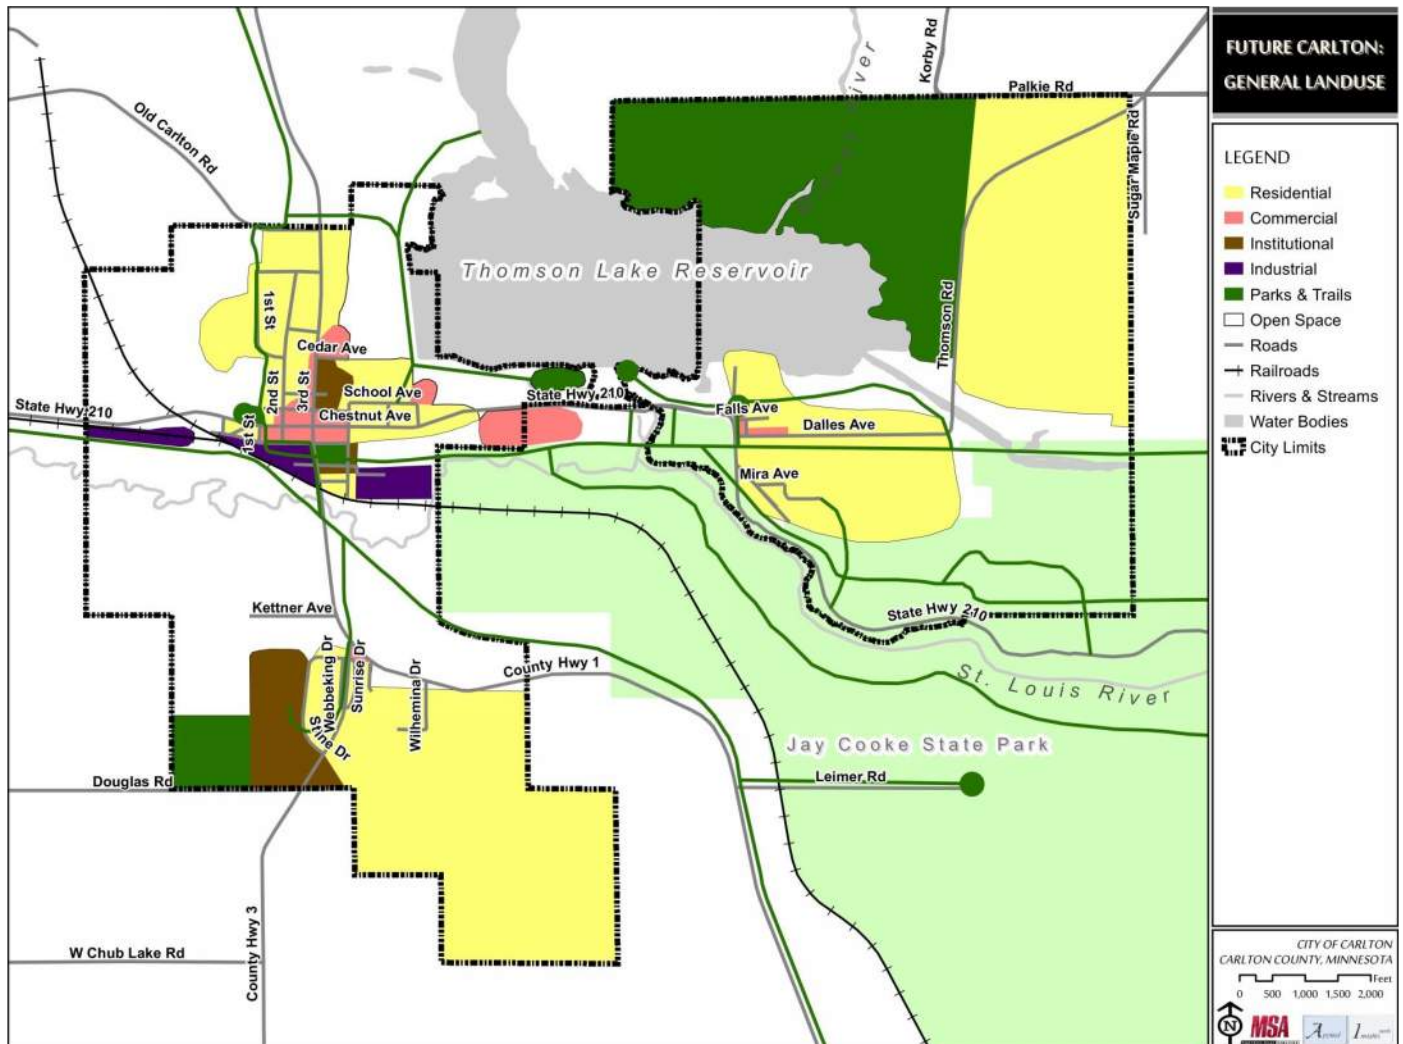 FUTURE CARLTON:
GENERAL LANDUSE
LEGEND
Residential
Commercial
Institutional
Industrial
Parks & Trails
Open Space
Roads
Railroads
Rivers & Streams
Water Bodies
City Limits
Korby Rd
Palkie Rd
River
Old Carlton Rd
Sugar Maple Rd
Thomson Lake Reservoir
1st St
Thomson Rd
Cedar Ave
2nd St
3rd St
School Ave
State Hwy 210
State Hwy 210
Chestnut Ave
Falls Ave
1st St
Dalles Ave
Mira Ave
Kettner Ave
State Hwy 210
Webbeking Dr
Sunrise Dr
Wilhemina Dr
County Hwy 1
St. Louis River
Stine Dr
Jay Cooke State Park
Douglas Rd
Leimer Rd
County Hwy 3
W Chub Lake Rd
CITY OF CARLTON
CARLTON COUNTY, MINNESOTA
Feet
0 500 1,000 1,500 2,000
N
MSA